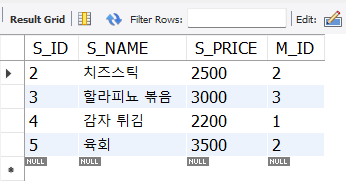 Result Grid Filter Rows: Edit:
S_ID S_NAME S_PRICE M_ID
2 치즈스틱 2500 2
3 할라피뇨 볶음 3000 3
4 감자 튀김 2200 1
5 육회 3500 2
NULL NULL NULL NULL